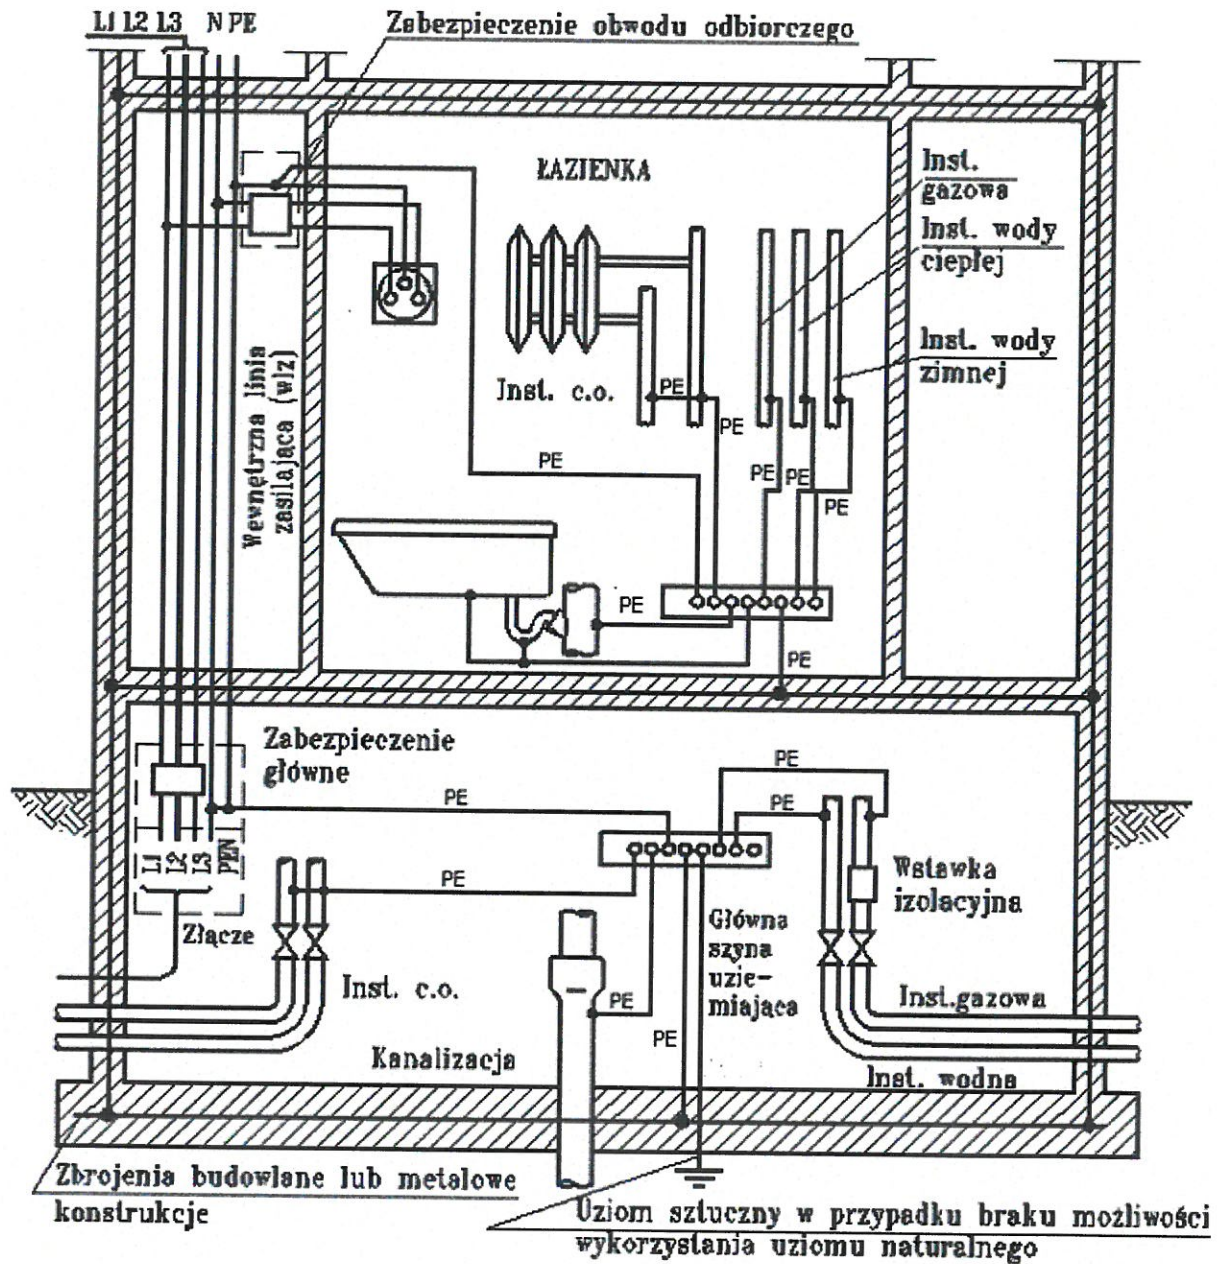 L1 L2 L3 N PE
Zabezpieczenie obwodu odbiorczego
ŁAZIENKA
Inst.
gazowa
Inst. wody
ciepłej
Inst. wody
zimnej
Wewnętrzna linia
zasilająca (wlz)
Inst. c.o.
PE
PE
PE
PE
PE
PE
PE
PE
Zabezpieczenie
główne
PE
PE
PE
L1
L2
L3
PEN
Złącze
PE
Wstawka
izolacyjna
Główna
szyna
uzie-
miająca
Inst. c.o.
PE
PE
Inst.gazowa
Kanalizacja
Inst. wodna
Zbrojenia budowlane lub metalowe
konstrukcje
Uziom sztuczny w przypadku braku możliwości
wykorzystania uziomu naturalnego